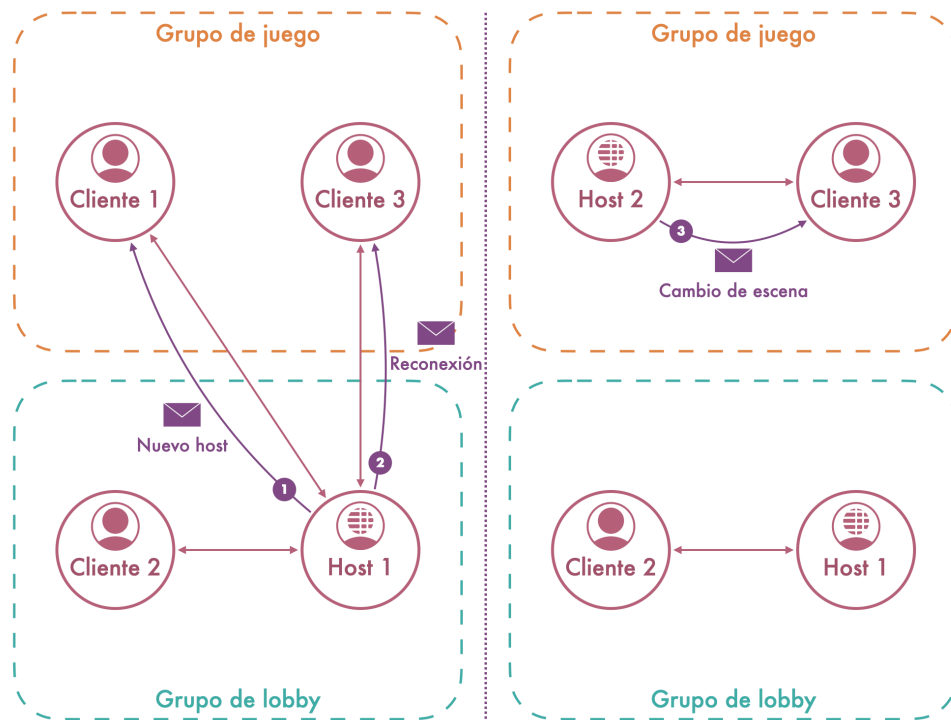 Grupo de juego
Cliente 1
Cliente 3
Reconexión
Nuevo host
1
2
Cliente 2
Host 1
Grupo de lobby
Grupo de juego
Host 2
Cliente 3
3
Cambio de escena
Cliente 2
Host 1
Grupo de lobby